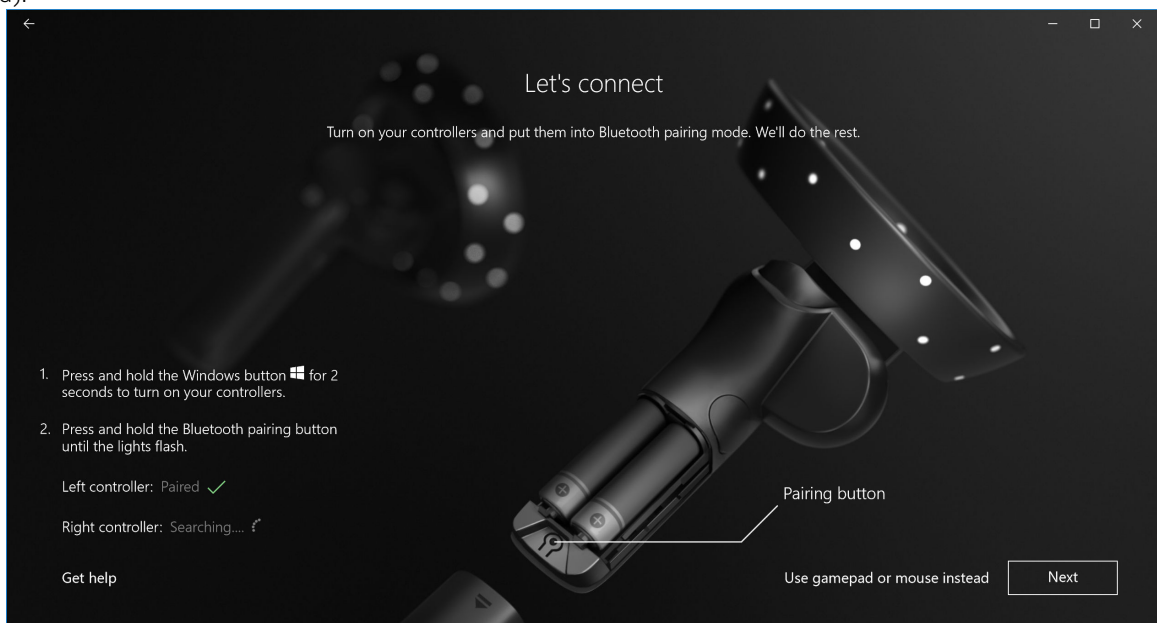 d).
Let's connect
Turn on your controllers and put them into Bluetooth pairing mode. We'll do the rest.
1. Press and hold the Windows button for 2
seconds to turn on your controllers.
2. Press and hold the Bluetooth pairing button
until the lights flash.
Left controller: Paired
Right controller: Searching....
Pairing button
Get help
Use gamepad or mouse instead
Next